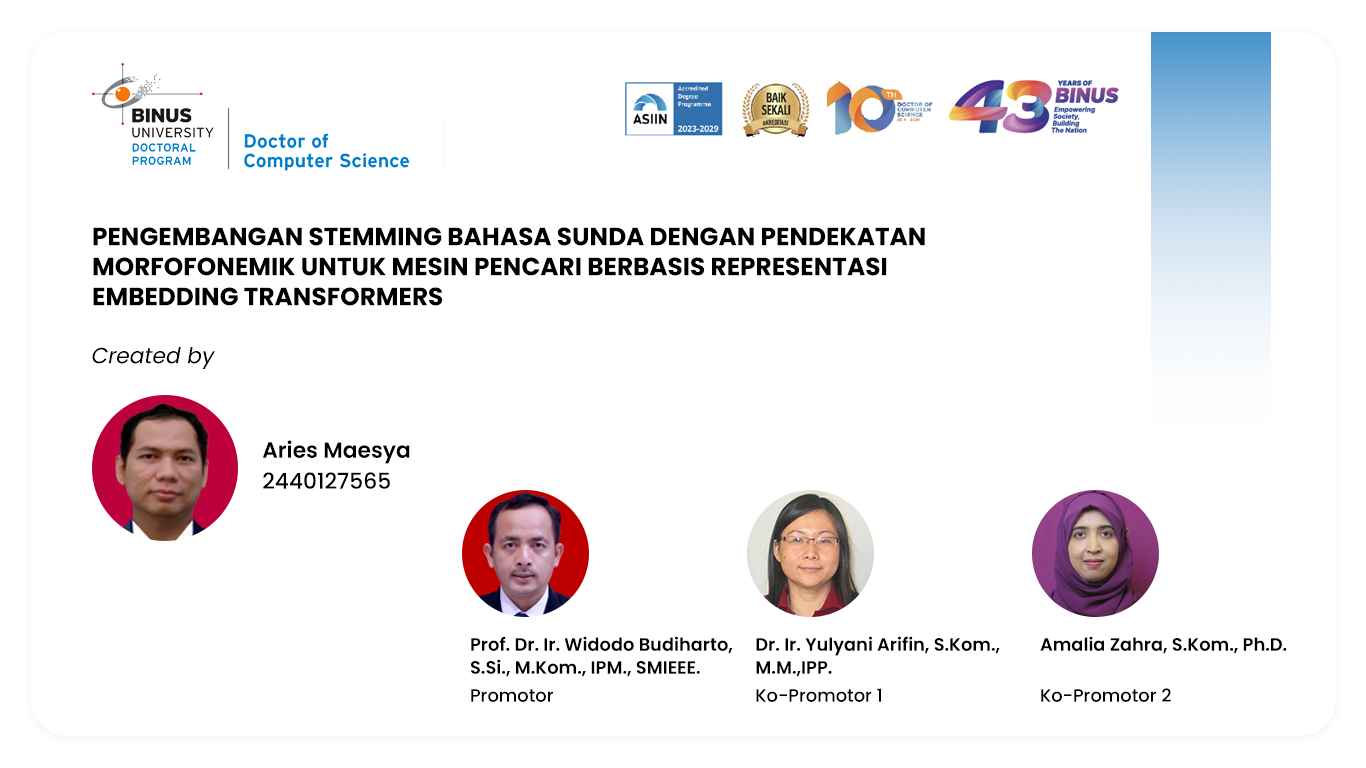 BINUS
UNIVERSITY
DOCTORAL
PROGRAM
Doctor of
Computer Science
ASIIN
Accredited
Degree
Programme
2023-2029
BAIK
SEKALI
AKREDITASI
10TH
DOCTOR OF
COMPUTER
SCIENCE
2014 - 2024
43
YEARS OF
BINUS
Empowering
Society,
Building
The Nation
PENGEMBANGAN STEMMING BAHASA SUNDA DENGAN PENDEKATAN
MORFOFONEMIK UNTUK MESIN PENCARI BERBASIS REPRESENTASI
EMBEDDING TRANSFORMERS
Created by
Aries Maesya
2440127565
Prof. Dr. Ir. Widodo Budiharto,
S.Si., M.Kom., IPM., SMIEEE.
Promotor
Dr. Ir. Yulyani Arifin, S.Kom.,
M.M.,IPP.
Ko-Promotor 1
Amalia Zahra, S.Kom., Ph.D.
Ko-Promotor 2